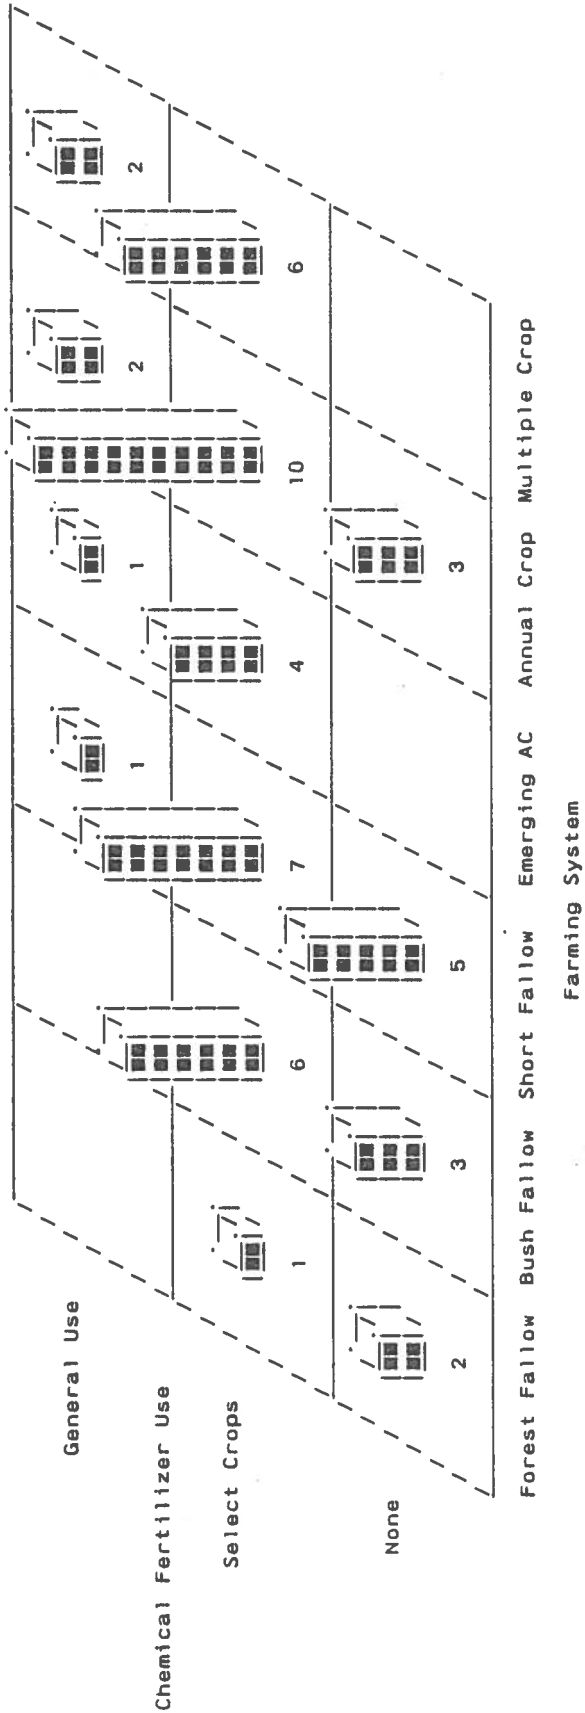 General Use
1 1 2 2
Chemical Fertilizer Use
Select Crops
1 6 7 4 10 6
None
2 3 5 3
Forest Fallow Bush Fallow Short Fallow Emerging AC Annual Crop Multiple Crop
Farming System